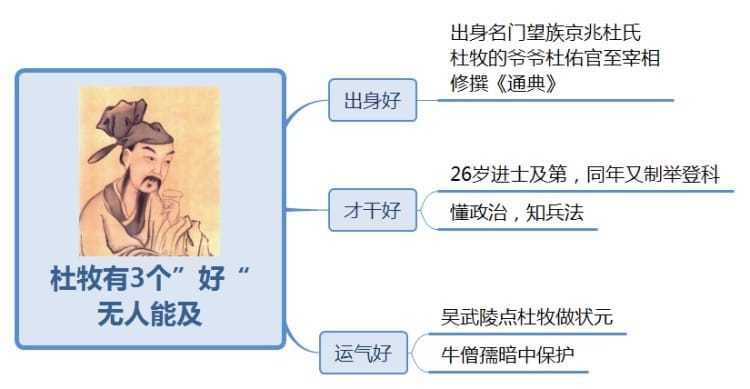 杜牧有3个”好“
无人能及
出身好
出身名门望族京兆杜氏
杜牧的爷爷杜佑官至宰相
修撰《通典》
才干好
26岁进士及第，同年又制举登科
懂政治，知兵法
运气好
吴武陵点杜牧做状元
牛僧孺暗中保护